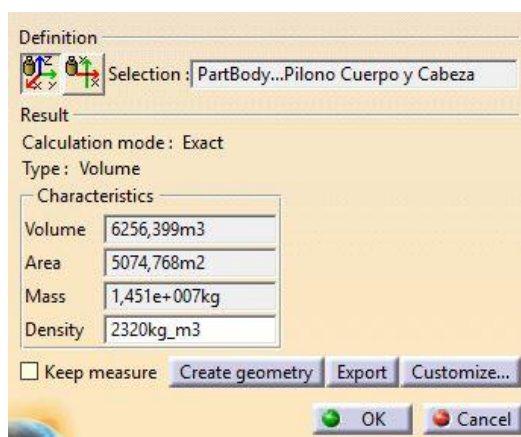 Definition
Selection : PartBody...Pilono Cuerpo y Cabeza
Result
Calculation mode : Exact
Type : Volume
Characteristics
Volume 6256,399m3
Area 5074,768m2
Mass 1,451e+007kg
Density 2320kg_m3
Keep measure Create geometry Export Customize...
OK Cancel